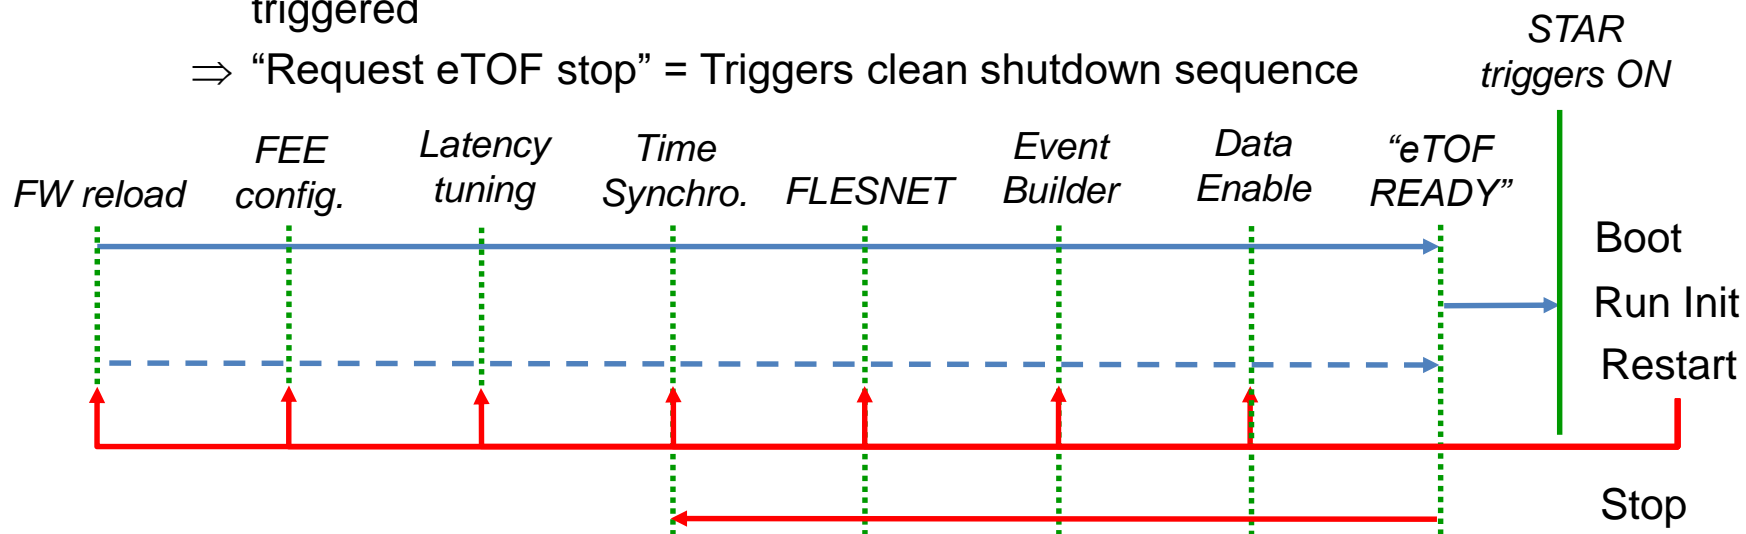 triggered
⇒ “Request eTOF stop” = Triggers clean shutdown sequence
STAR
triggers ON
FW reload
FEE
config.
Latency
tuning
Time
Synchro.
FLESNET
Event
Builder
Data
Enable
“eTOF
READY”
Boot
Run Init
Restart
Stop